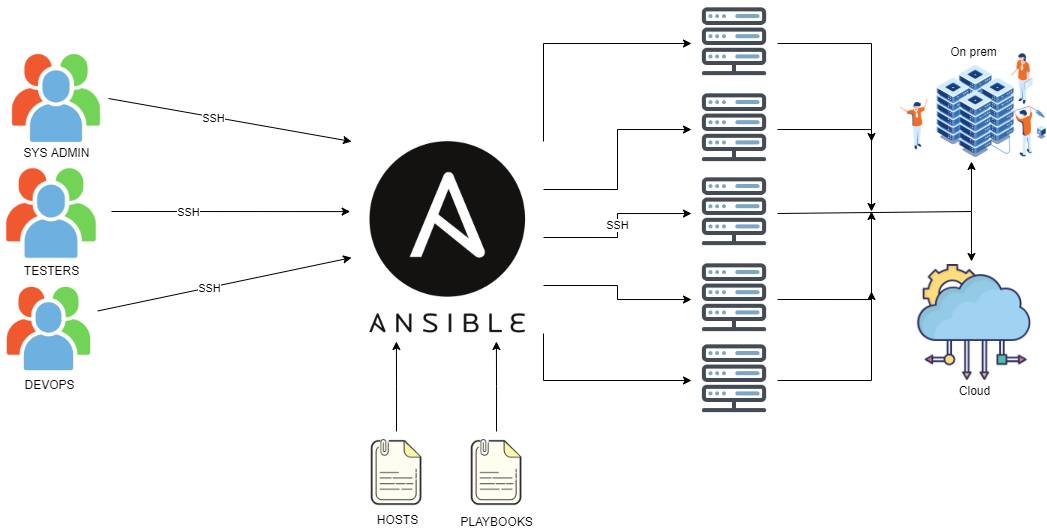 On prem
SSH
SYS ADMIN
SSH
SSH
TESTERS
SSH
ANSIBLE
DEVOPS
Cloud
HOSTS
PLAYBOOKS